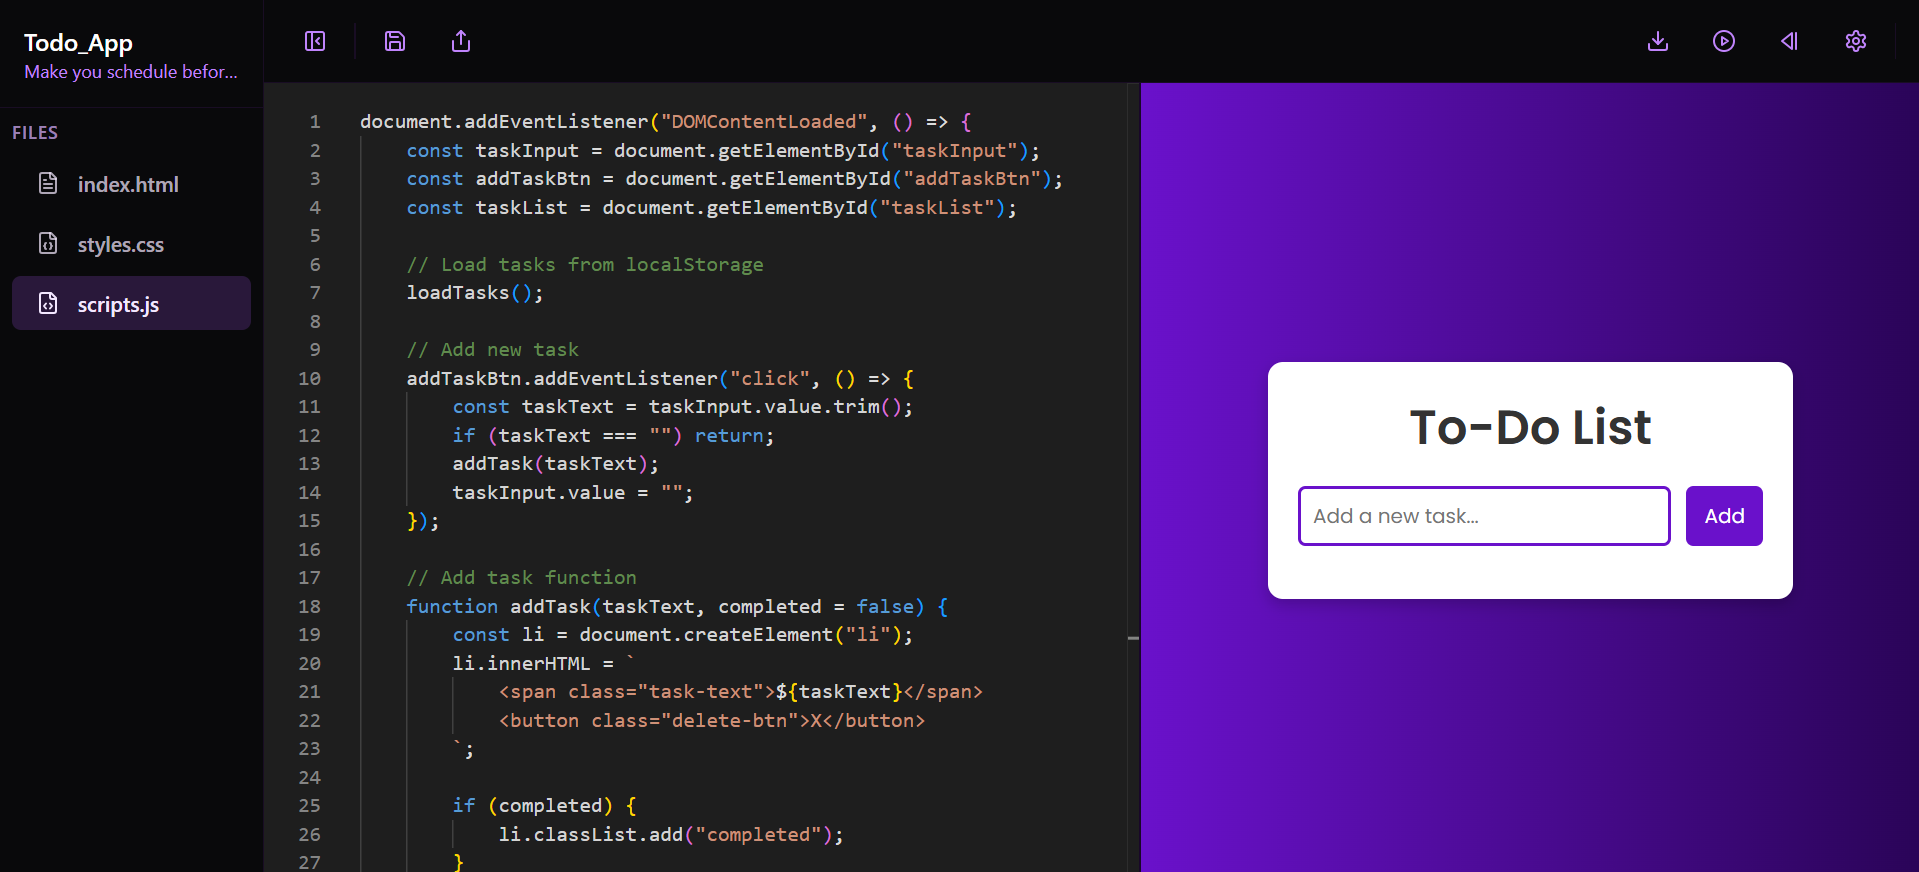 Todo_App
Make you schedule befor...
FILES
index.html
styles.css
scripts.js
1 document.addEventListener("DOMContentLoaded", () => {
2 const taskInput = document.getElementById("taskInput");
3 const addTaskBtn = document.getElementById("addTaskBtn");
4 const taskList = document.getElementById("taskList");
5
6 // Load tasks from localStorage
7 loadTasks();
8
9 // Add new task
10 addTaskBtn.addEventListener("click", () => {
11 const taskText = taskInput.value.trim();
12 if (taskText === "") return;
13 addTask(taskText);
14 taskInput.value = "";
15 });
16
17 // Add task function
18 function addTask(taskText, completed = false) {
19 const li = document.createElement("li");
20 li.innerHTML = `
21 <span class="task-text">${taskText}</span>
22 <button class="delete-btn">X</button>
23 `;
24
25 if (completed) {
26 li.classList.add("completed");
27 }
To-Do List
Add a new task...
Add